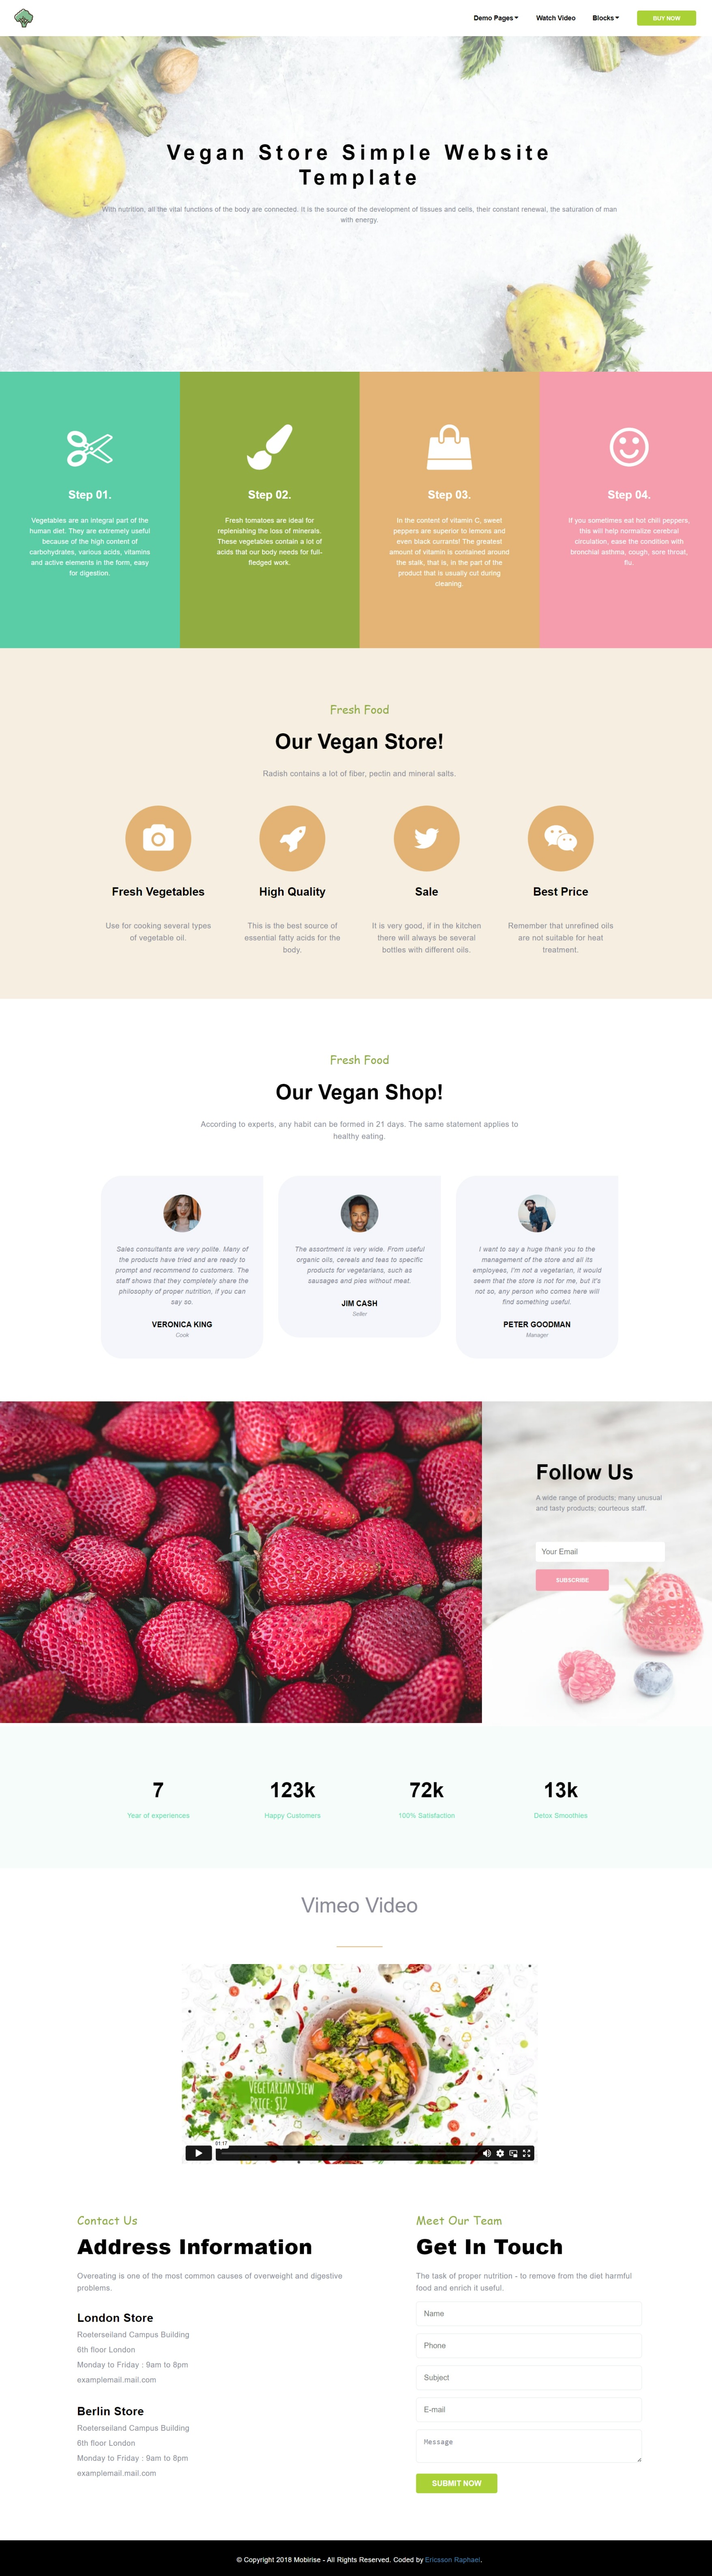 Demo Pages Watch Video Blocks BUY NOW
Vegan Store Simple Website
Template
With nutrition, all the vital functions of the body are connected. It is the source of the development of tissues and cells, their constant renewal, the saturation of man
with energy.
Step 01.
Vegetables are an integral part of the
human diet. They are extremely useful
because of the high content of
carbohydrates, various acids, vitamins
and active elements in the form, easy
for digestion.
Step 02.
Fresh tomatoes are ideal for
replenishing the loss of minerals.
These vegetables contain a lot of
acids that our body needs for full-
fledged work.
Step 03.
In the content of vitamin C, sweet
peppers are superior to lemons and
even black currants! The greatest
amount of vitamin is contained around
the stalk, that is, in the part of the
product that is usually cut during
cleaning.
Step 04.
If you sometimes eat hot chili peppers,
this will help normalize cerebral
circulation, ease the condition with
bronchial asthma, cough, sore throat,
flu.
Fresh Food
Our Vegan Store!
Radish contains a lot of fiber, pectin and mineral salts.
Fresh Vegetables
Use for cooking several types
of vegetable oil.
High Quality
This is the best source of
essential fatty acids for the
body.
Sale
It is very good, if in the kitchen
there will always be several
bottles with different oils.
Best Price
Remember that unrefined oils
are not suitable for heat
treatment.
Fresh Food
Our Vegan Shop!
According to experts, any habit can be formed in 21 days. The same statement applies to
healthy eating.
Sales consultants are very polite. Many of
the products have tried and are ready to
prompt and recommend to customers. The
staff shows that they completely share the
philosophy of proper nutrition, if you can
say so.
VERONICA KING
Cook
The assortment is very wide. From useful
organic oils, cereals and teas to specific
products for vegetarians, such as
sausages and pies without meat.
JIM CASH
Seller
I want to say a huge thank you to the
management of the store and all its
employees, I'm not a vegetarian, it would
seem that the store is not for me, but it's
not so, any person who comes here will
find something useful.
PETER GOODMAN
Manager
Follow Us
A wide range of products; many unusual
and tasty products; courteous staff.
Your Email
SUBSCRIBE
7
Year of experiences
123k
Happy Customers
72k
100% Satisfaction
13k
Detox Smoothies
Vimeo Video
VEGETARIAN STEW
PRICE: $12
01:17
Contact Us
Address Information
Overeating is one of the most common causes of overweight and digestive
problems.
London Store
Roeterseiland Campus Building
6th floor London
Monday to Friday : 9am to 8pm
examplemail.mail.com
Berlin Store
Roeterseiland Campus Building
6th floor London
Monday to Friday : 9am to 8pm
examplemail.mail.com
Meet Our Team
Get In Touch
The task of proper nutrition - to remove from the diet harmful
food and enrich it useful.
Name
Phone
Subject
E-mail
Message
SUBMIT NOW
© Copyright 2018 Mobirise - All Rights Reserved. Coded by Ericsson Raphael.